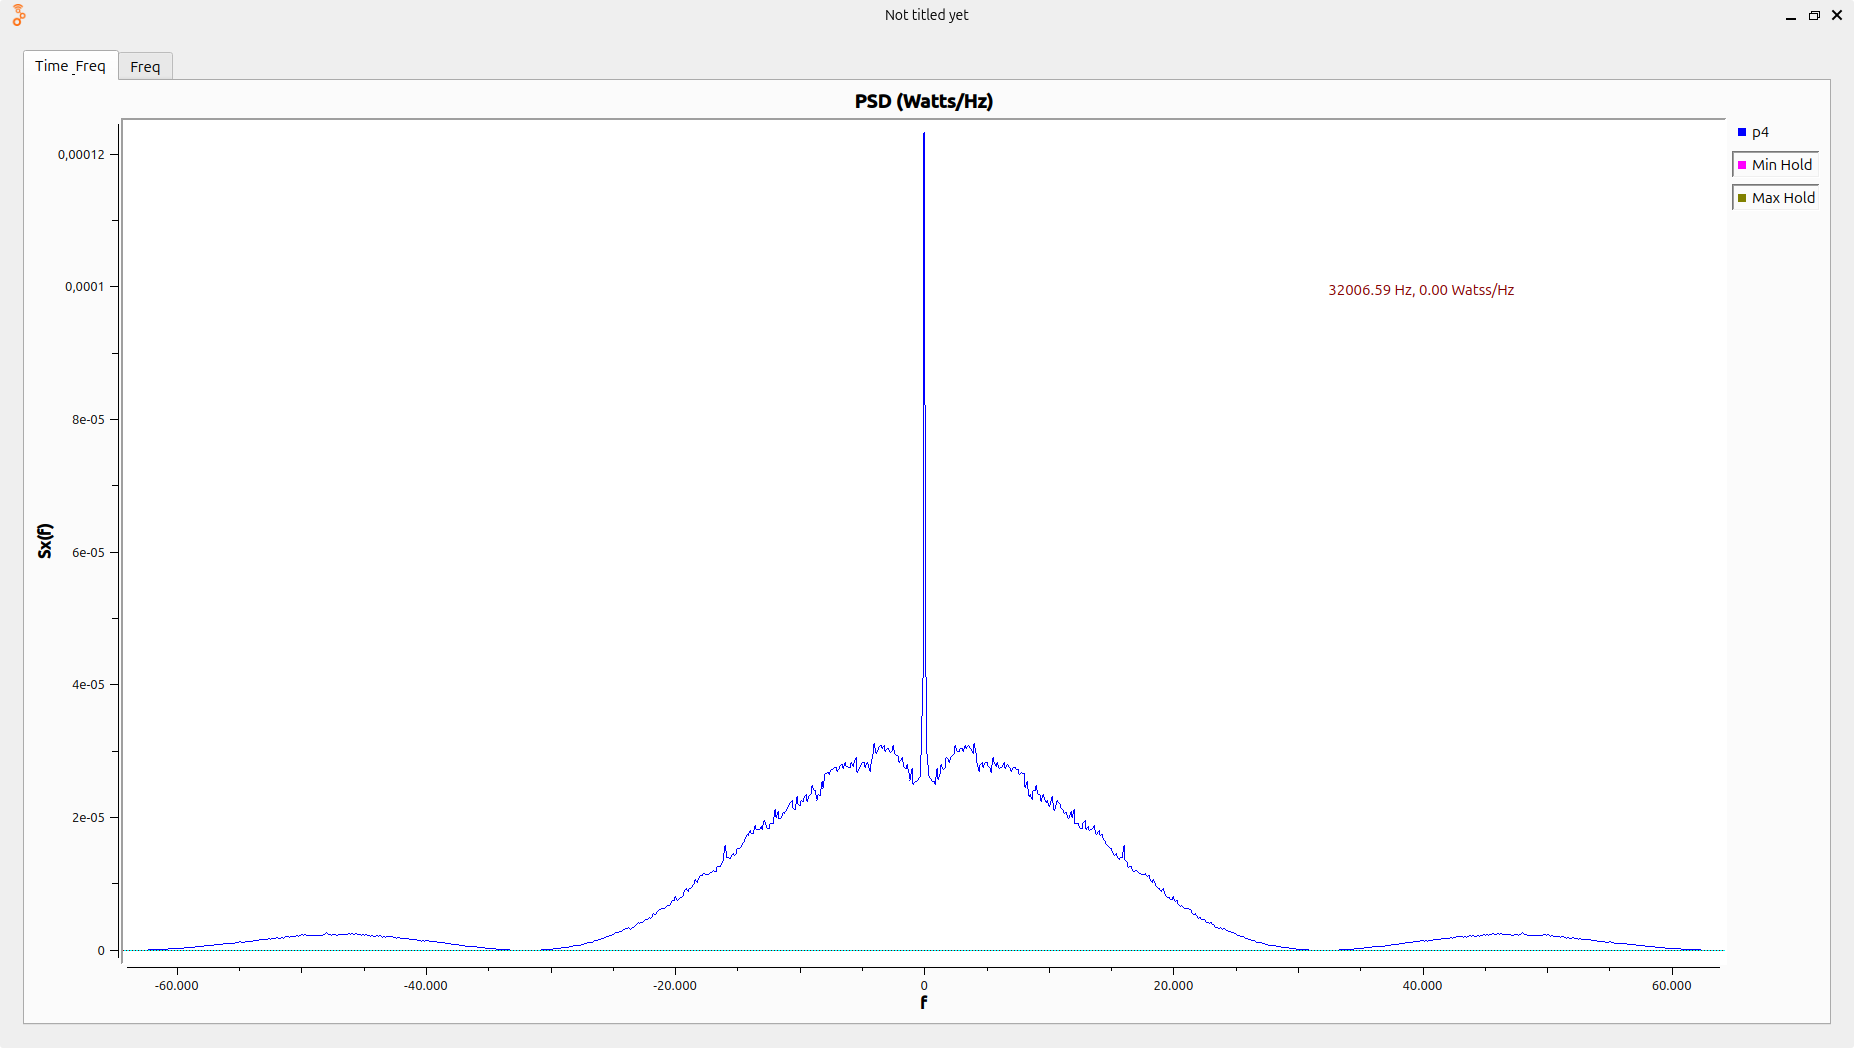 Not titled yet
Time_Freq
Freq
PSD (Watts/Hz)
p4
Min Hold
Max Hold
0,00012
0,0001
8e-05
6e-05
4e-05
2e-05
0
Sx(f)
32006.59 Hz, 0.00 Watss/Hz
-60.000
-40.000
-20.000
0
20.000
40.000
60.000
f